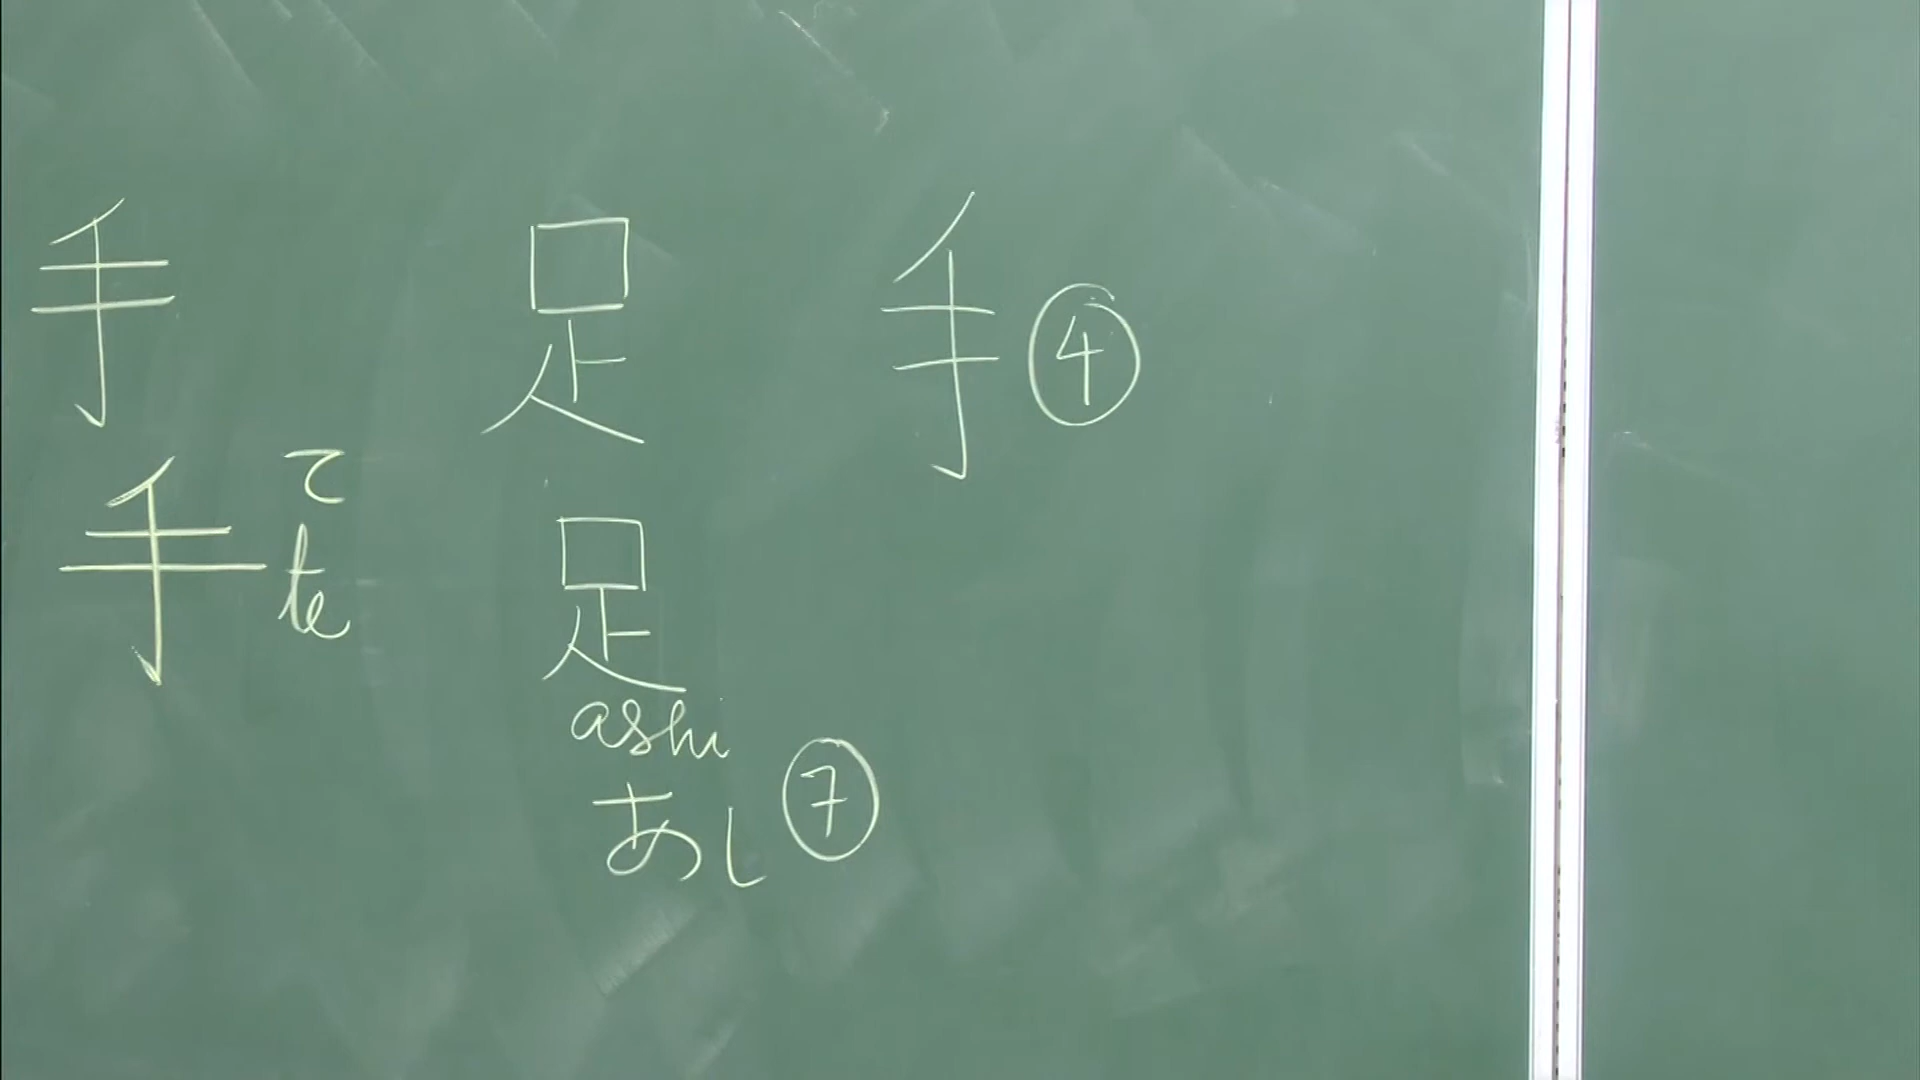 手 足 手 ④
手 て
te
足
ashi
あし ⑦